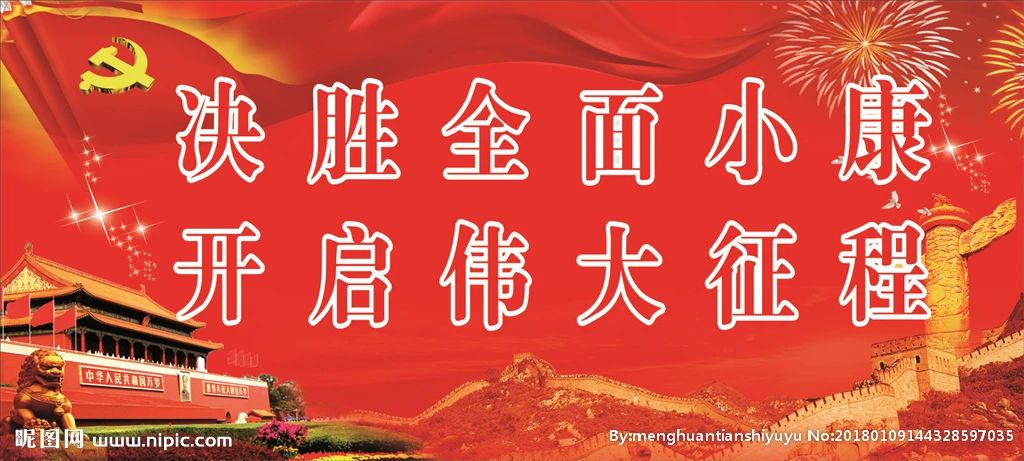 决胜全面小康
开启伟大征程
中华人民共和国万岁
世界人民大团结万岁
昵图网 www.nipic.com
By:menghuantianshiyuyu No:20180109144328597035